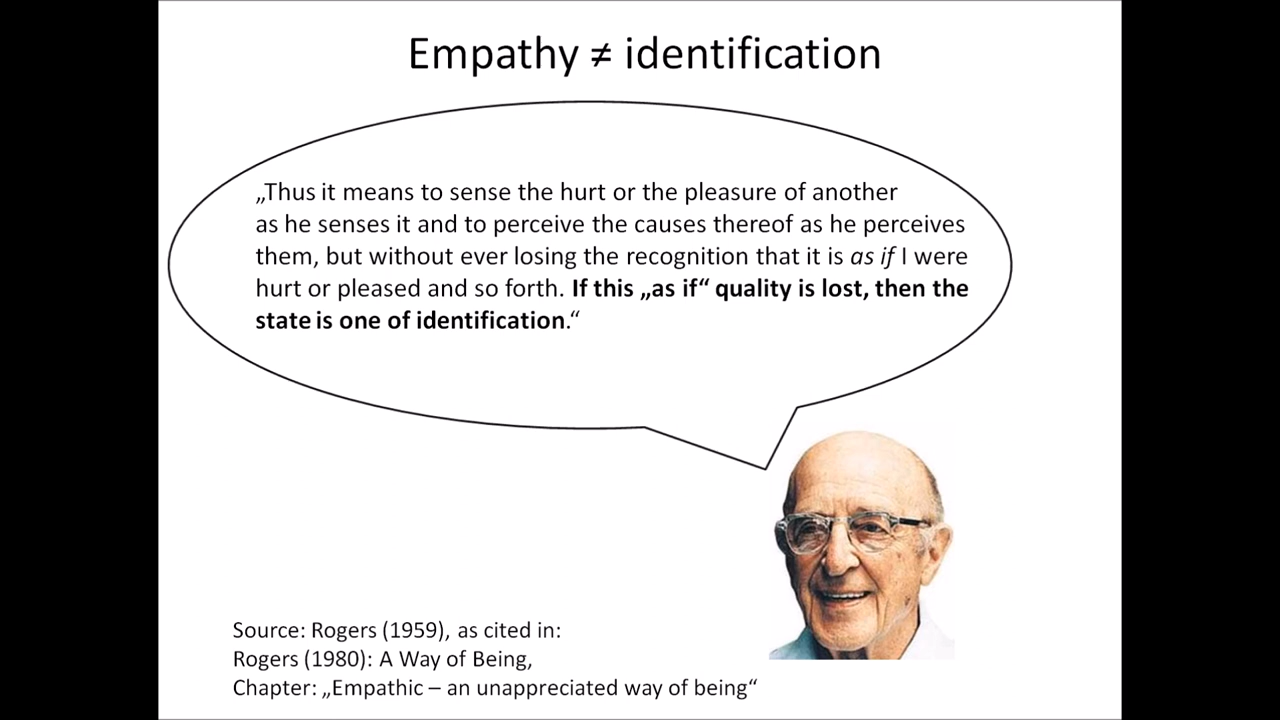 Empathy ≠ identification
„Thus it means to sense the hurt or the pleasure of another
as he senses it and to perceive the causes thereof as he perceives
them, but without ever losing the recognition that it is as if I were
hurt or pleased and so forth. If this „as if“ quality is lost, then the
state is one of identification.“
Source: Rogers (1959), as cited in:
Rogers (1980): A Way of Being,
Chapter: „Empathic – an unappreciated way of being“